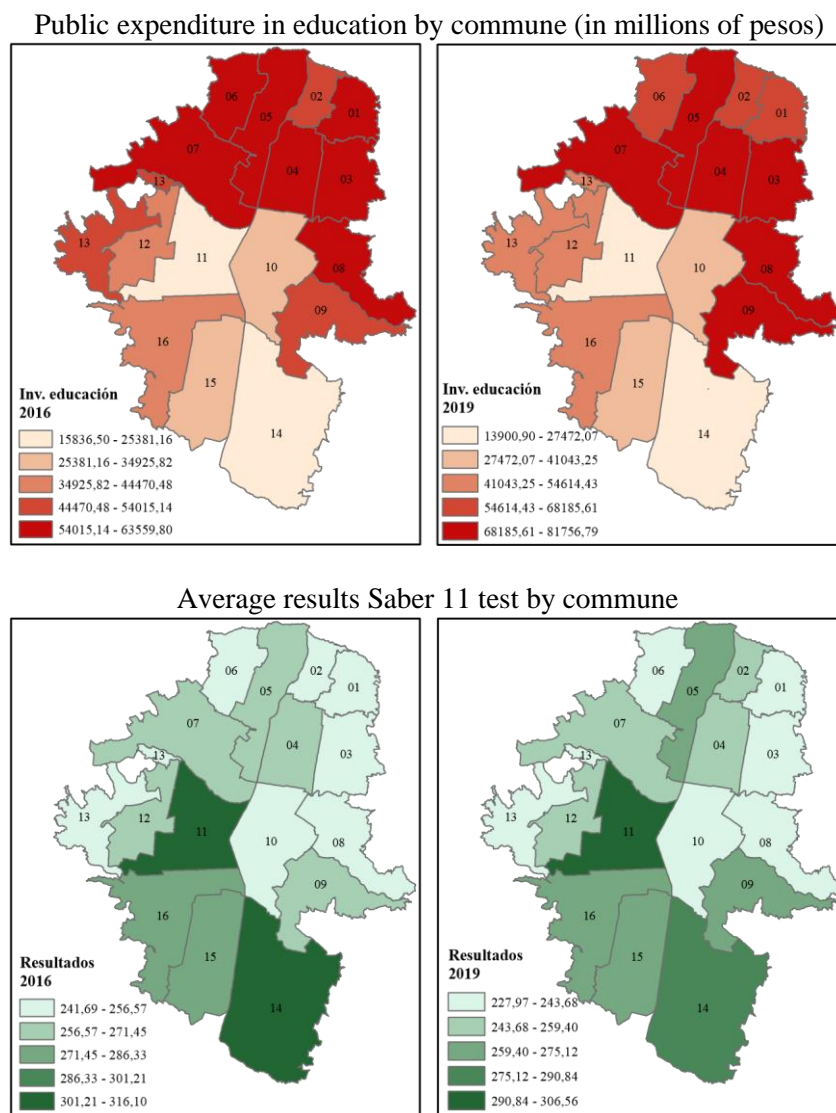 Public expenditure in education by commune (in millions of pesos)
06
05
02
01
07
04
03
13
13
12
11
10
08
09
16
15
14
Inv. educación
2016
15836,50 - 25381,16
25381,16 - 34925,82
34925,82 - 44470,48
44470,48 - 54015,14
54015,14 - 63559,80
06
05
02
01
07
04
03
13
13
12
11
10
08
09
16
15
14
Inv. educación
2019
13900,90 - 27472,07
27472,07 - 41043,25
41043,25 - 54614,43
54614,43 - 68185,61
68185,61 - 81756,79
Average results Saber 11 test by commune
06
05
02
01
07
04
03
13
13
12
11
10
08
09
16
15
14
Resultados
2016
241,69 - 256,57
256,57 - 271,45
271,45 - 286,33
286,33 - 301,21
301,21 - 316,10
06
05
02
01
07
04
03
13
13
12
11
10
08
09
16
15
14
Resultados
2019
227,97 - 243,68
243,68 - 259,40
259,40 - 275,12
275,12 - 290,84
290,84 - 306,56